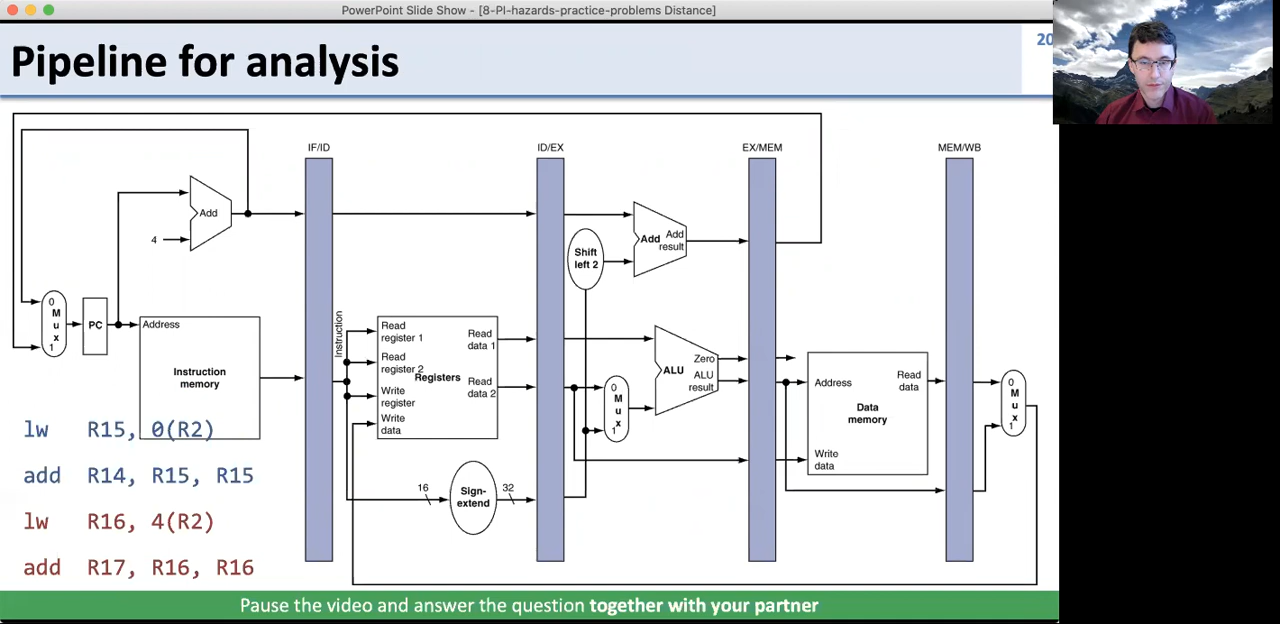 PowerPoint Slide Show - [8-PI-hazards-practice-problems Distance]
Pipeline for analysis
20
IF/ID
ID/EX
EX/MEM
MEM/WB
Add
4
Shift
left 2
Add
Add
result
0
M
u
x
1
PC
Address
Instruction
memory
Instruction
Read
register 1
Read
register 2
Registers
Write
register
Write
data
Read
data 1
Read
data 2
16
Sign-
extend
32
0
M
u
x
1
ALU
Zero
ALU
result
Address
Read
data
Data
memory
Write
data
0
M
u
x
1
lw R15, 0(R2)
add R14, R15, R15
lw R16, 4(R2)
add R17, R16, R16
Pause the video and answer the question together with your partner